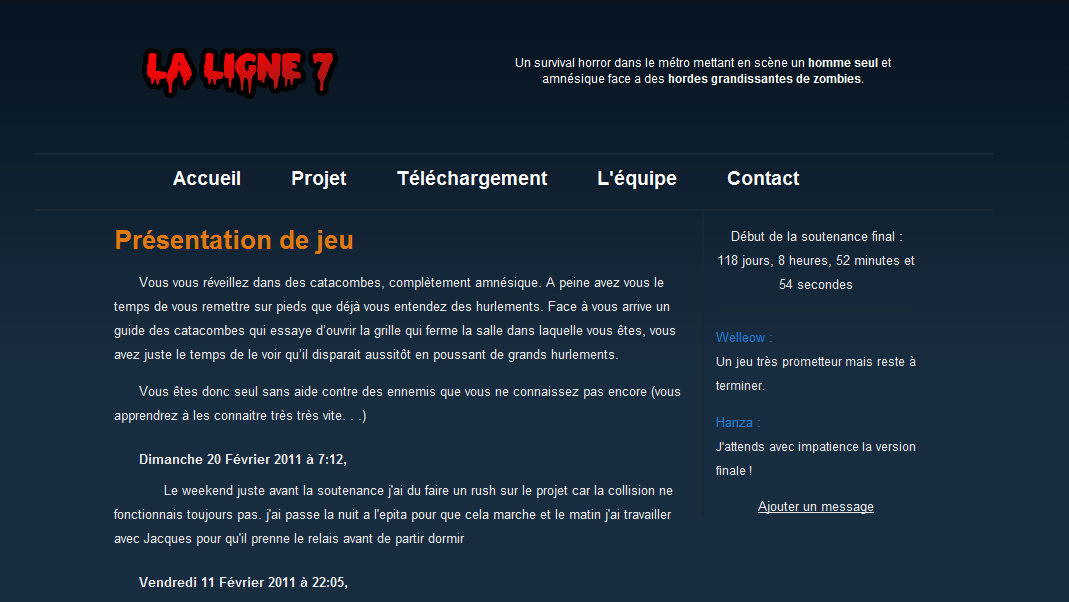 LA LIGNE 7
Un survival horror dans le métro mettant en scène un homme seul et
amnésique face a des hordes grandissantes de zombies.
Accueil
Projet
Téléchargement
L'équipe
Contact
Présentation de jeu
Vous vous réveillez dans des catacombes, complètement amnésique. A peine avez vous le
temps de vous remettre sur pieds que déjà vous entendez des hurlements. Face à vous arrive un
guide des catacombes qui essaye d'ouvrir la grille qui ferme la salle dans laquelle vous êtes, vous
avez juste le temps de le voir qu'il disparait aussitôt en poussant de grands hurlements.
Vous êtes donc seul sans aide contre des ennemis que vous ne connaissez pas encore (vous
apprendrez à les connaitre très très vite. . .)
Dimanche 20 Février 2011 à 7:12,
Le weekend juste avant la soutenance j'ai du faire un rush sur le projet car la collision ne
fonctionnais toujours pas. j'ai passe la nuit a l'epita pour que cela marche et le matin j'ai travailler
avec Jacques pour qu'il prenne le relais avant de partir dormir
Vendredi 11 Février 2011 à 22:05,
Début de la soutenance final :
118 jours, 8 heures, 52 minutes et
54 secondes
Welleow :
Un jeu très prometteur mais reste à
terminer.
Hanza :
J'attends avec impatience la version
finale !
Ajouter un message